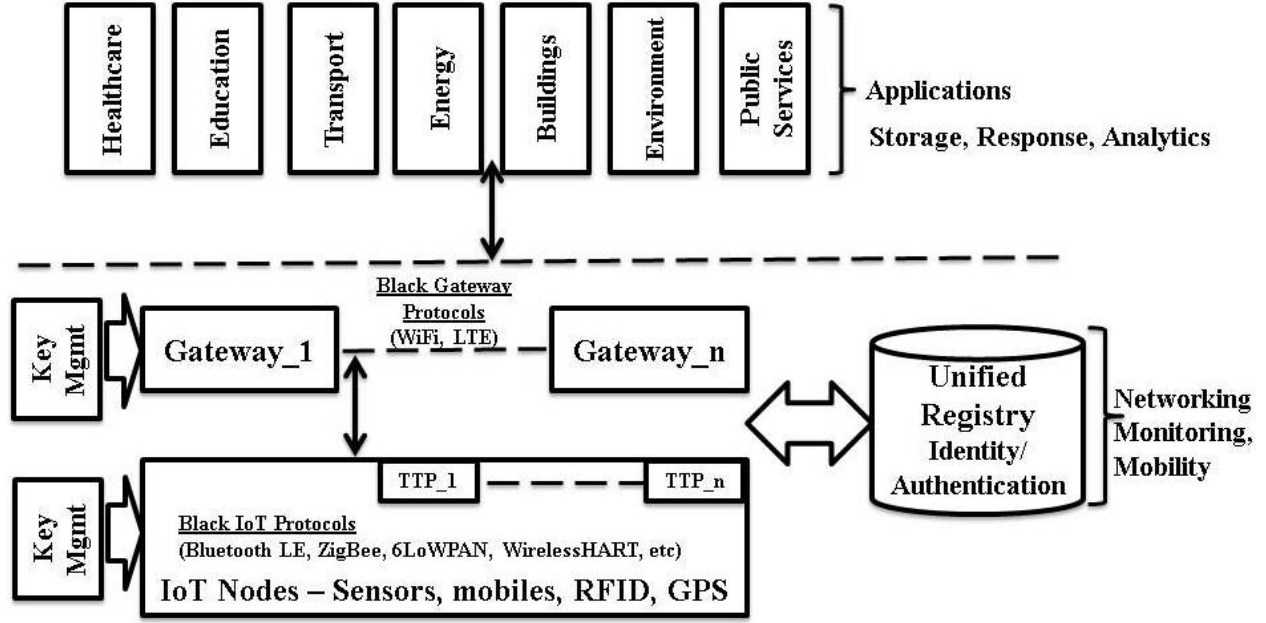 Healthcare
Education
Transport
Energy
Buildings
Environment
Public
Services
Applications
Storage, Response, Analytics
Black Gateway
Protocols
(WiFi, LTE)
Key
Mgmt
Gateway_1
Gateway_n
Unified
Registry
Identity/
Authentication
Networking
Monitoring,
Mobility
Key
Mgmt
TTP_1
TTP_n
Black IoT Protocols
(Bluetooth LE, ZigBee, 6LoWPAN, WirelessHART, etc)
IoT Nodes – Sensors, mobiles, RFID, GPS